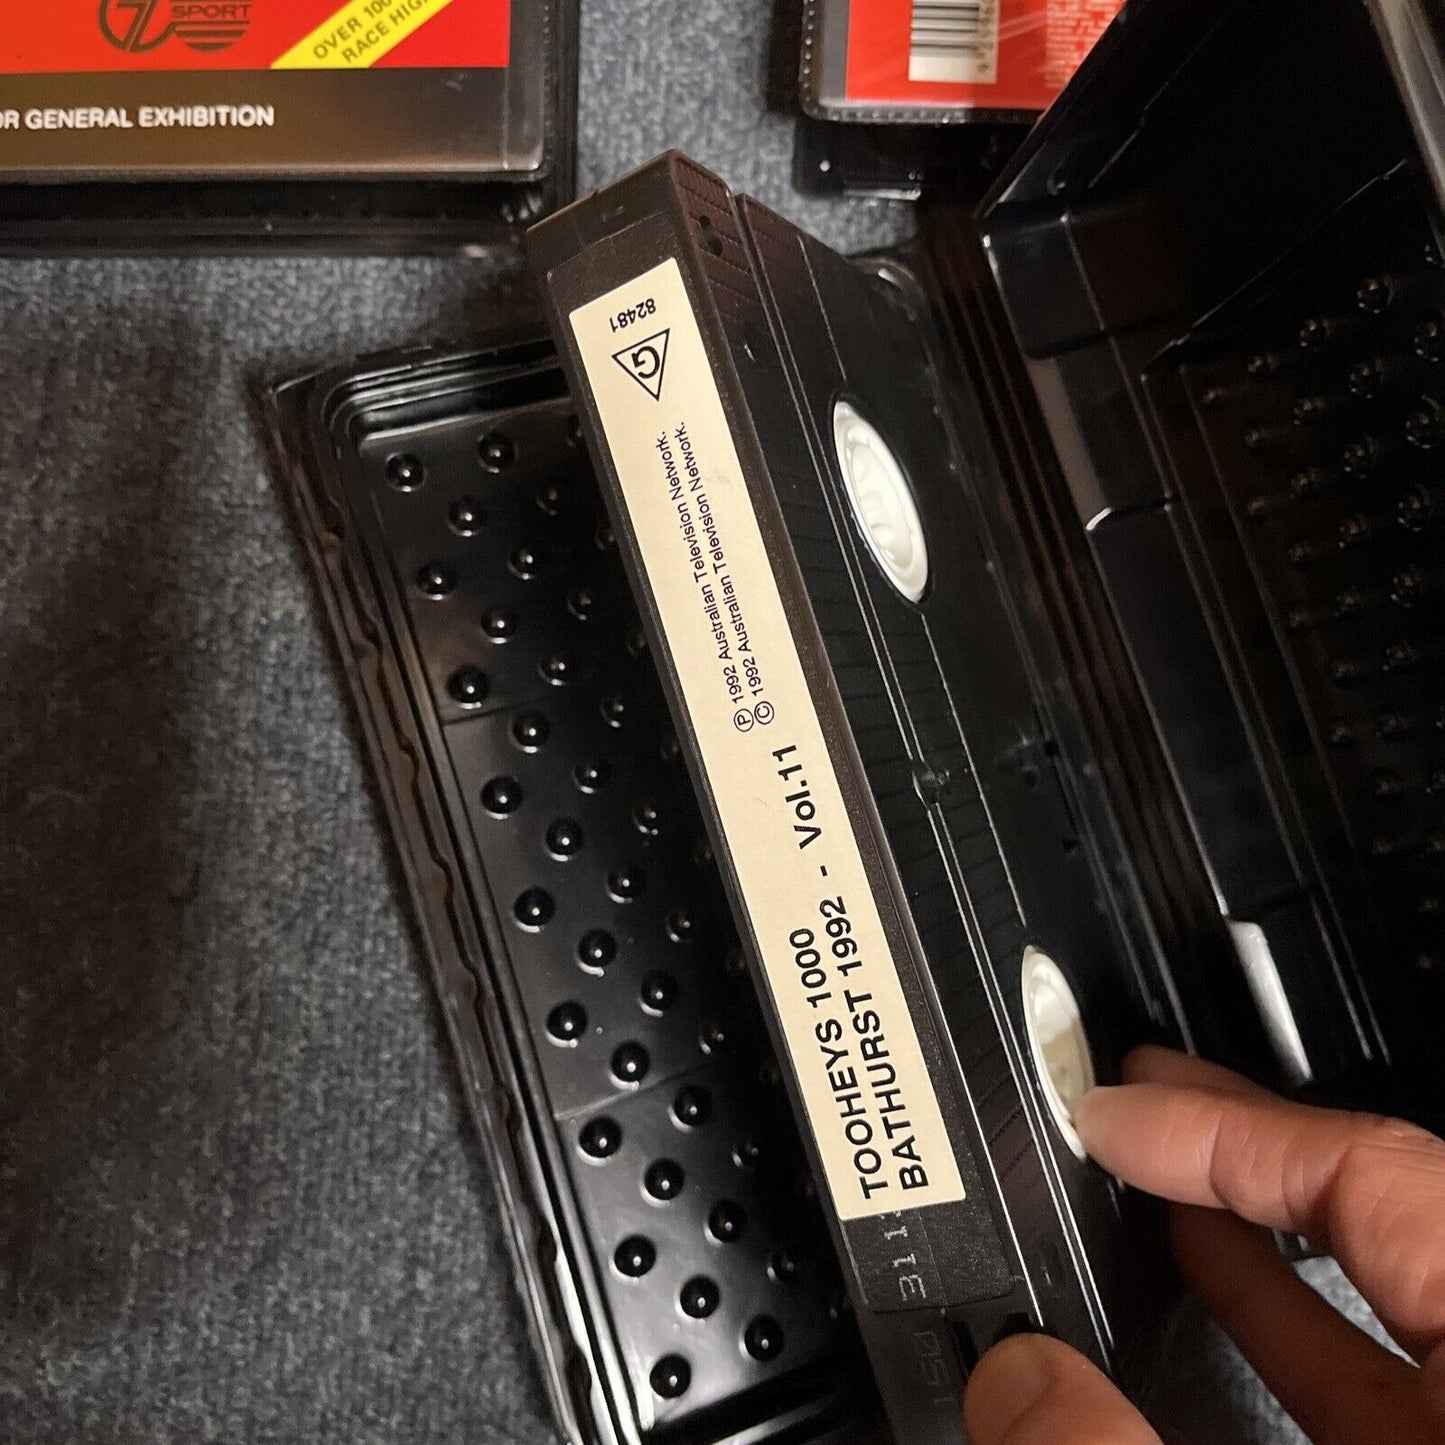 7
SPORT
OVER 100
RACE HIG
OR GENERAL EXHIBITION
TOOHEYS 1000
BATHURST 1992 - Vol.11
Ⓟ 1992 Australian Television Network.
© 1992 Australian Television Network.
G
82481